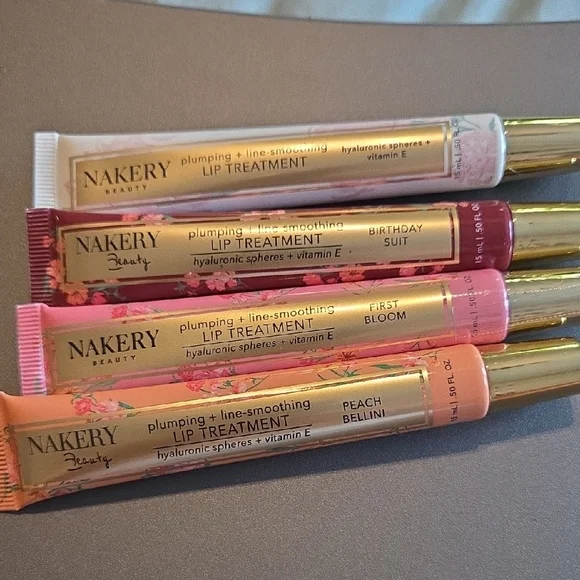 NAKERY
BEAUTY
plumping + line-smoothing
LIP TREATMENT
hyaluronic spheres +
vitamin E
15 mL | .50 FL. OZ
NAKERY
Beauty
plumping + line-smoothing
LIP TREATMENT
hyaluronic spheres + vitamin E
BIRTHDAY
SUIT
15 mL | .50 FL. OZ
NAKERY
BEAUTY
plumping + line-smoothing
LIP TREATMENT
hyaluronic spheres + vitamin E
FIRST
BLOOM
NAKERY
Beauty
plumping + line-smoothing
LIP TREATMENT
hyaluronic spheres + vitamin E
PEACH
BELLINI
mL | .50 FL. OZ